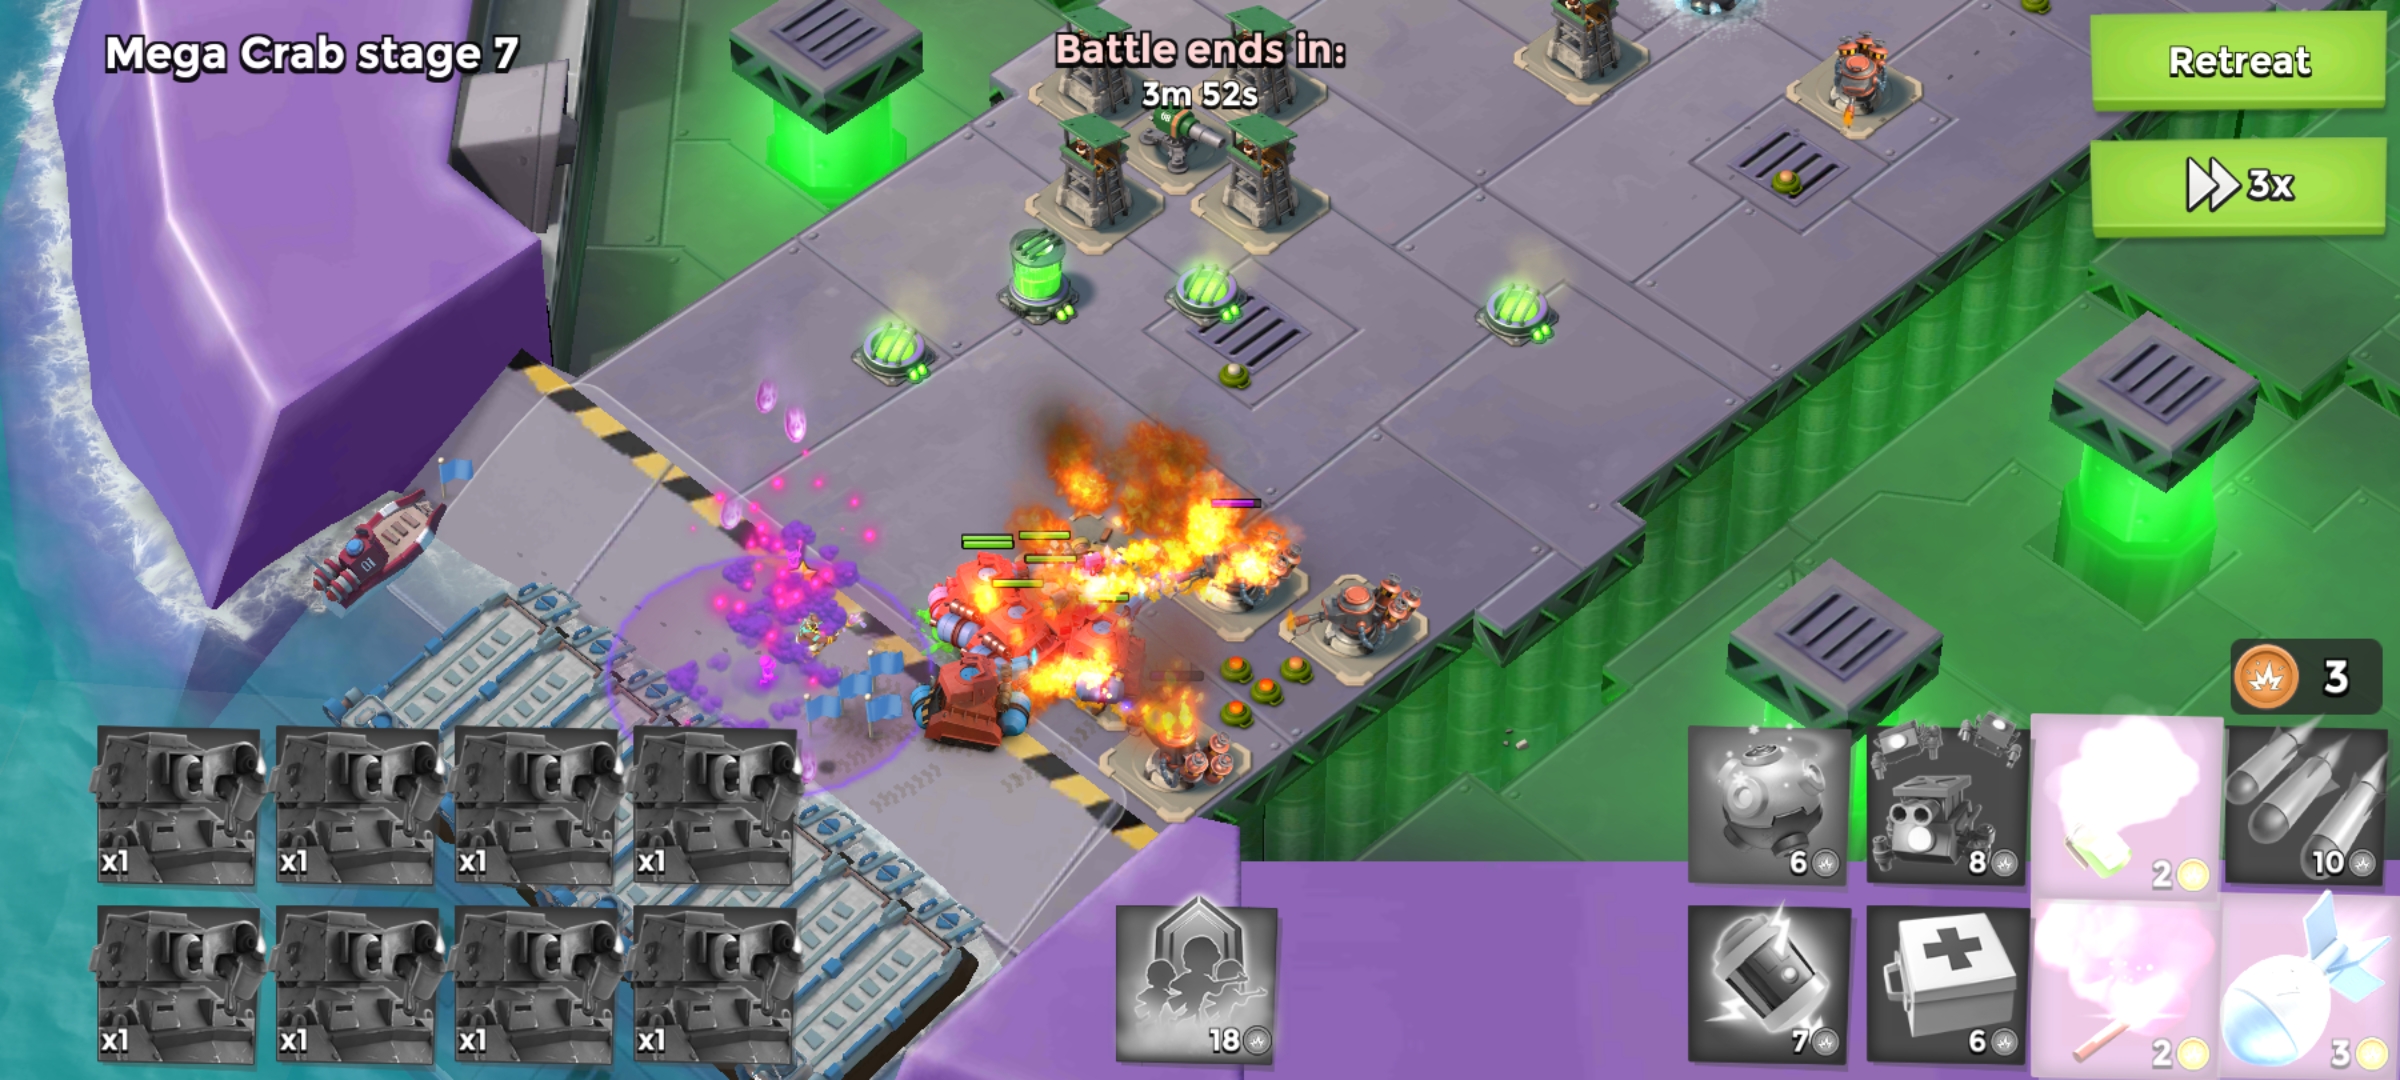 Mega Crab stage 7
Battle ends in:
3m 52s
Retreat
3x
3
x1
x1
x1
x1
6
8
2
10
x1
x1
x1
x1
18
7
6
2
3